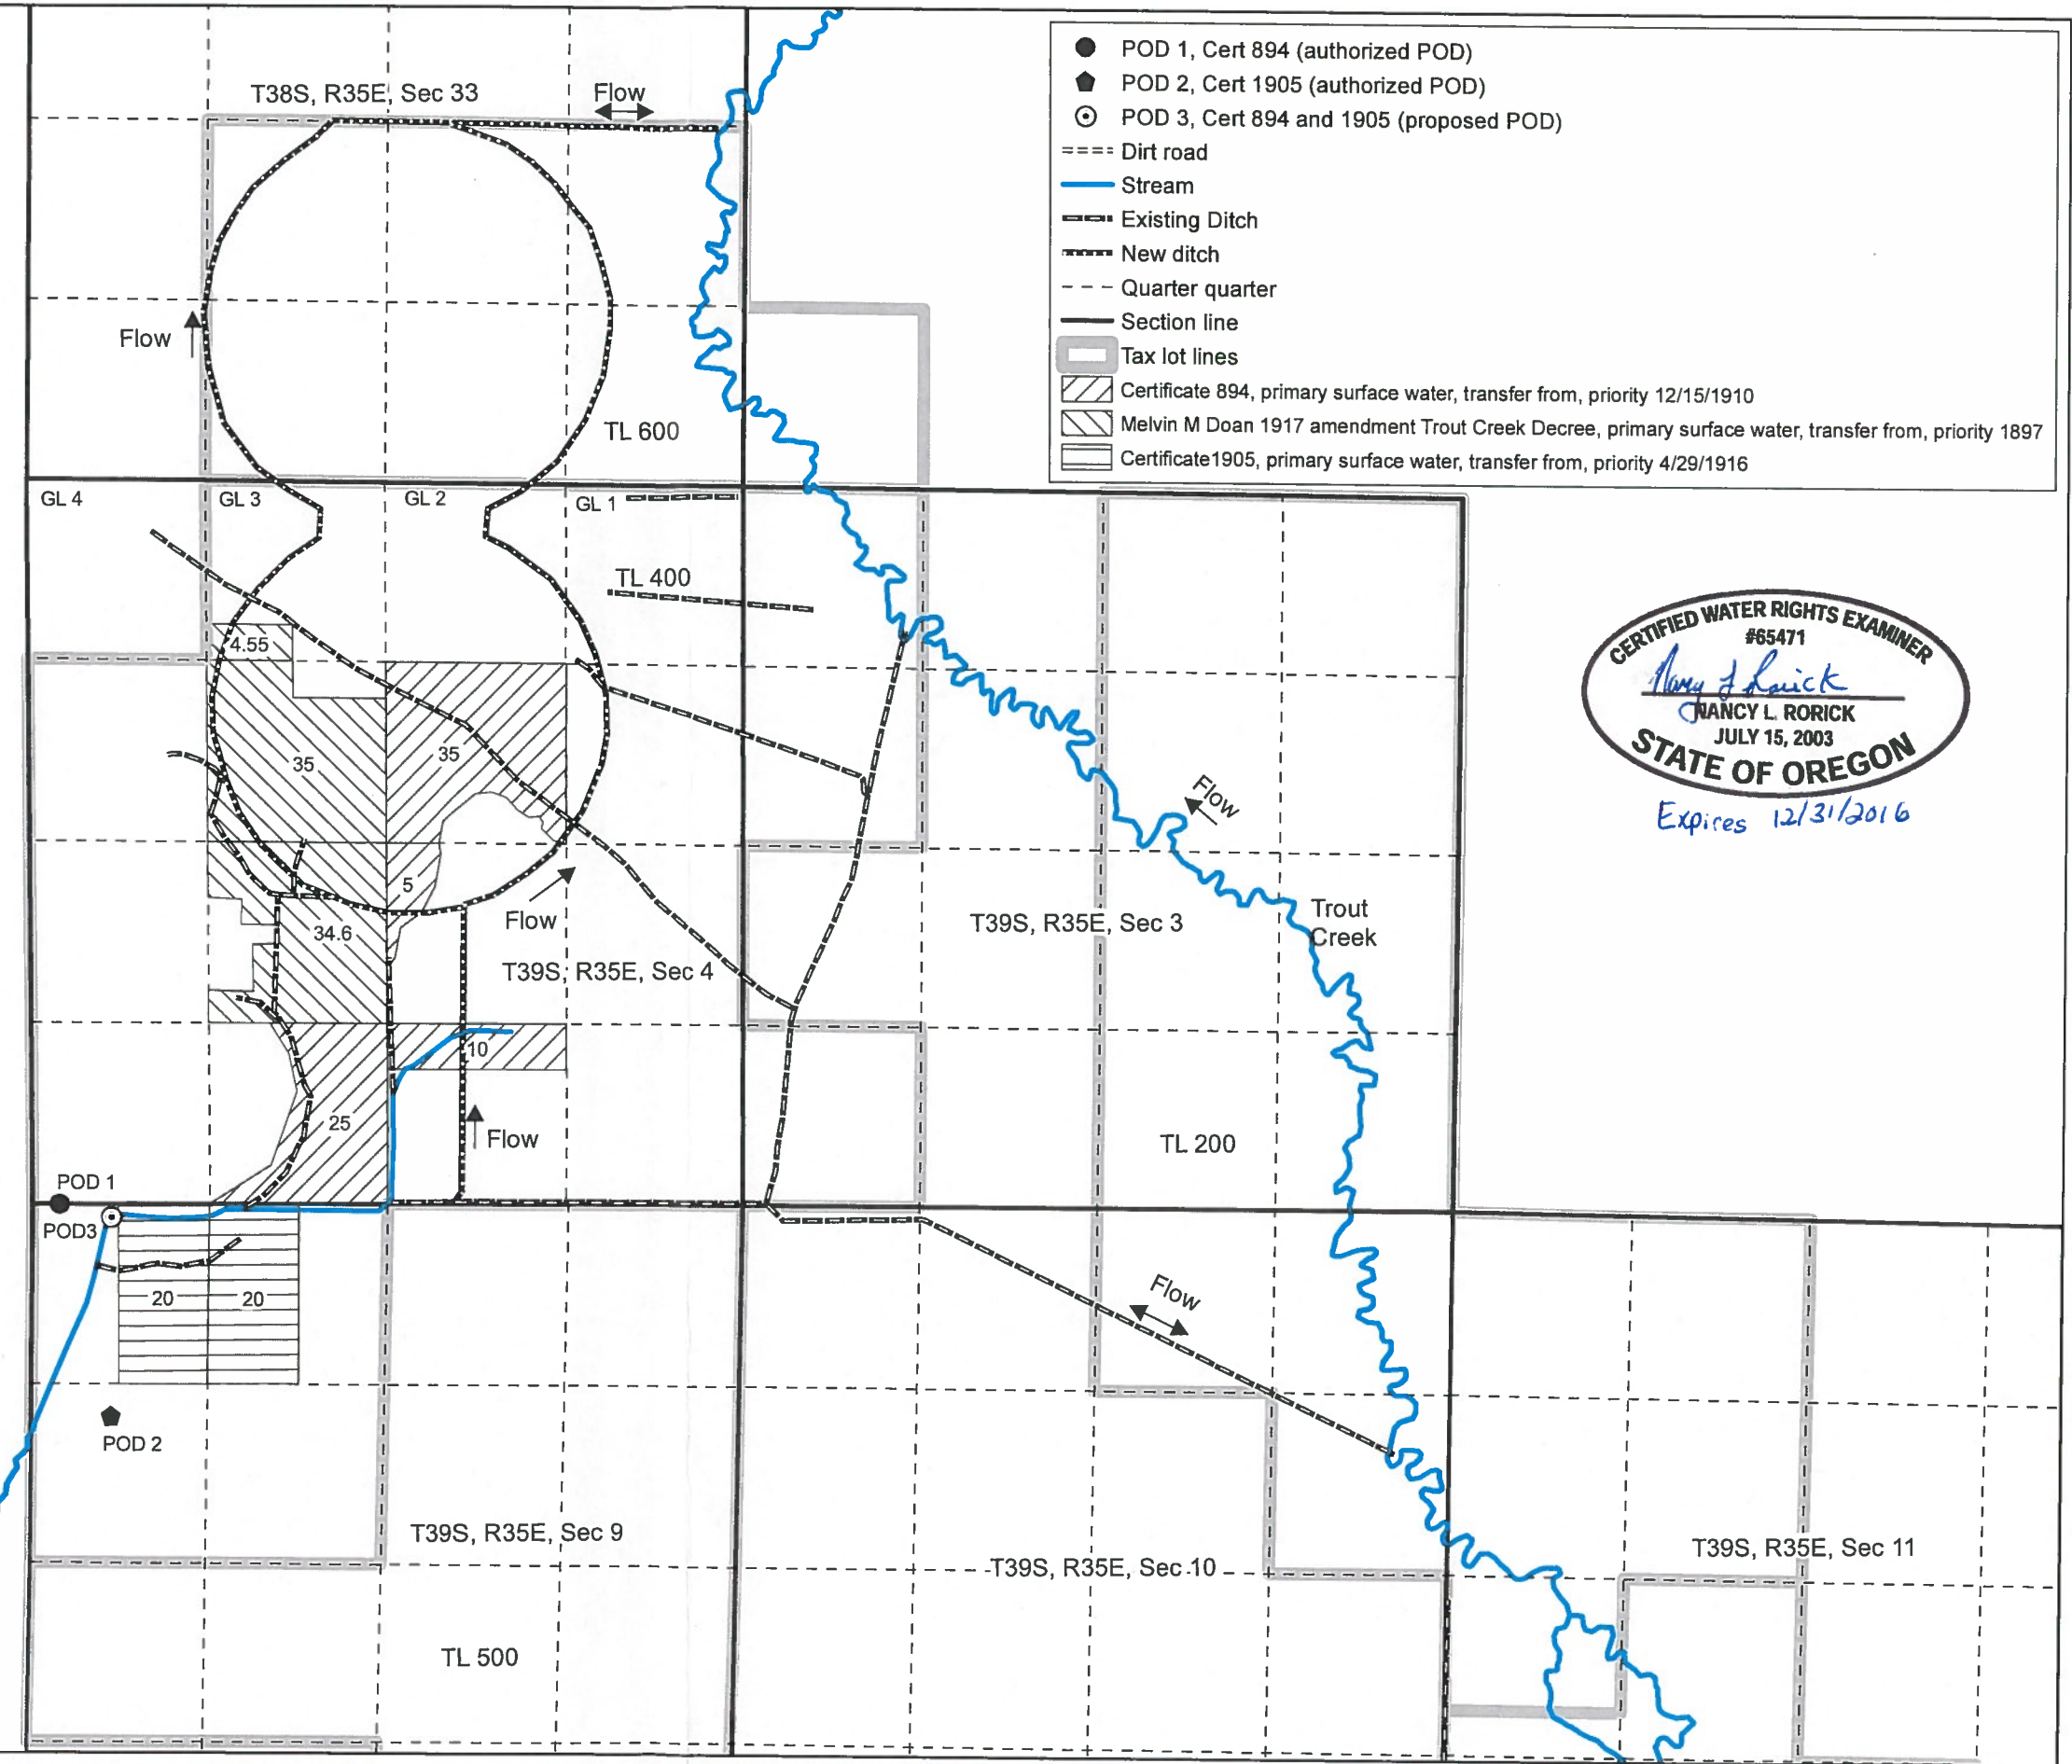 T38S, R35E, Sec 33
Flow
POD 1, Cert 894 (authorized POD)
POD 2, Cert 1905 (authorized POD)
POD 3, Cert 894 and 1905 (proposed POD)
Dirt road
Stream
Existing Ditch
New ditch
Quarter quarter
Section line
Tax lot lines
Certificate 894, primary surface water, transfer from, priority 12/15/1910
Melvin M Doan 1917 amendment Trout Creek Decree, primary surface water, transfer from, priority 1897
Certificate1905, primary surface water, transfer from, priority 4/29/1916
Flow
TL 600
GL 4
GL 3
GL 2
GL 1
TL 400
4.55
35
35
CERTIFIED WATER RIGHTS EXAMINER
#65471
NANCY L. RORICK
JULY 15, 2003
STATE OF OREGON
Expires 12/31/2016
Flow
5
Flow
34.6
T39S, R35E, Sec 4
T39S, R35E, Sec 3
Trout
Creek
10
25
Flow
TL 200
POD 1
POD3
20
20
Flow
POD 2
T39S, R35E, Sec 9
T39S, R35E, Sec 10
T39S, R35E, Sec 11
TL 500